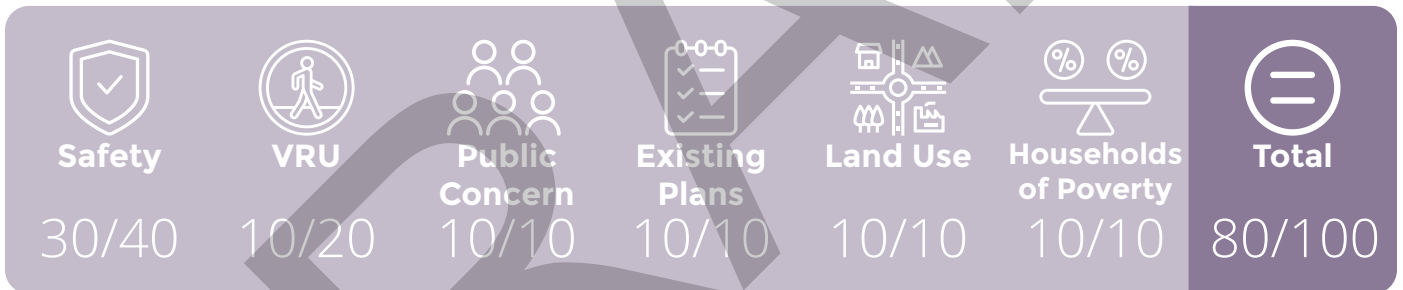 Safety
VRU
Public
Concern
Existing
Plans
Land Use
Households
of Poverty
Total
30/40
10/20
10/10
10/10
10/10
10/10
80/100